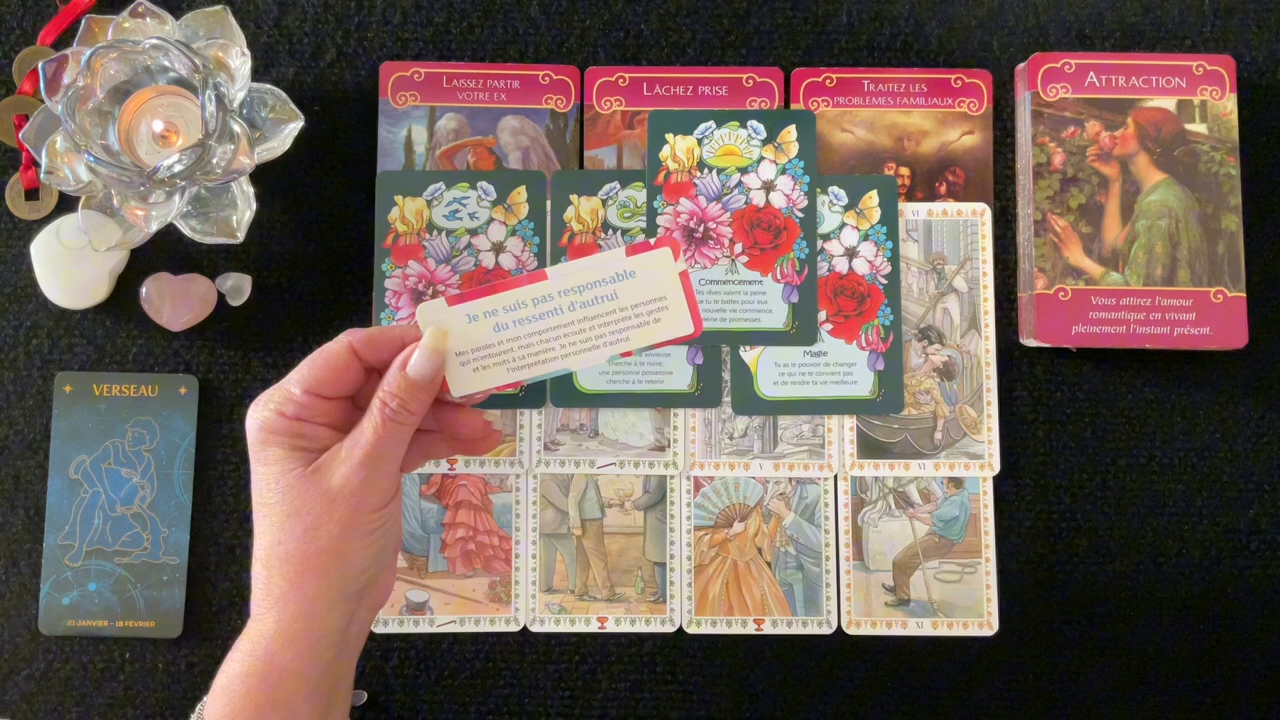 LAISSEZ PARTIR
VOTRE EX
LÂCHEZ PRISE
TRAITEZ LES
PROBLÈMES FAMILIAUX
ATTRACTION
Vous attirez l'amour
romantique en vivant
pleinement l'instant présent.
Je ne suis pas responsable
du ressenti d'autrui
Mes paroles et mon comportement influencent les personnes
qui m'entourent, mais chacun écoute et interprète les gestes
et les mots à sa manière. Je ne suis pas responsable de
l'interprétation personnelle d'autrui.
Commencement
Tes rêves valent la peine
que tu te battes pour eux
nouvelle vie commence,
pleine de promesses.
envieuse
cherche à te nuire,
une personne possessive
cherche à te retenir.
Magie
Tu as le pouvoir de changer
ce qui ne te convient pas
et de rendre ta vie meilleure.
VI
V
VI
XI
VERSEAU
21 JANVIER - 18 FÉVRIER